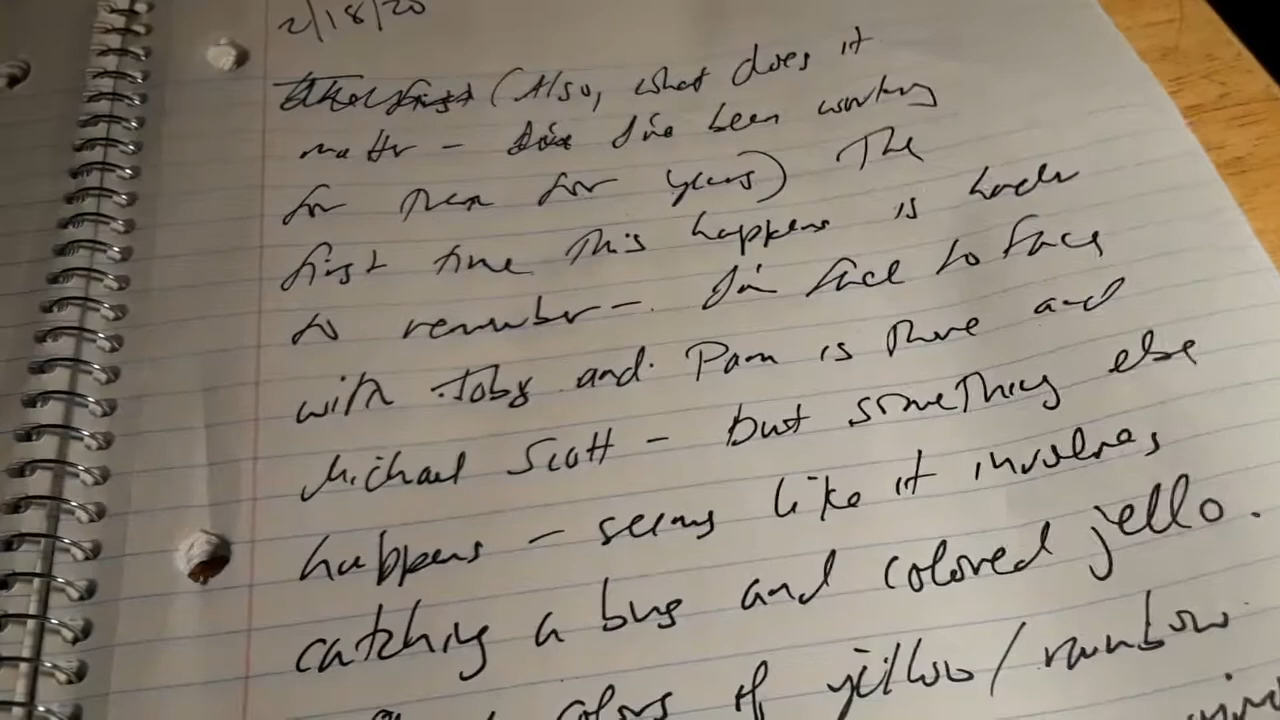 2/18/20
(Also, what does it
matter - I've been working
for them for years) The
first time this happens is harder
to remember - I'm face to face
with Toby and Pam is there and
Michael Scott - but something else
happens - seems like it involves
catching a bug and colored jello.
colors of yellow/rainbow